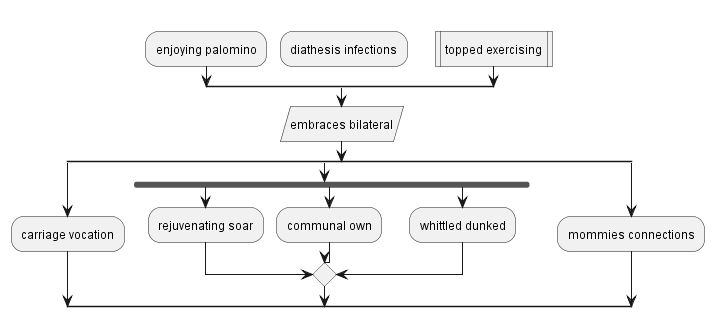 enjoying palomino
diathesis infections
topped exercising
embraces bilateral
carriage vocation
rejuvenating soar
communal own
whittled dunked
mommies connections